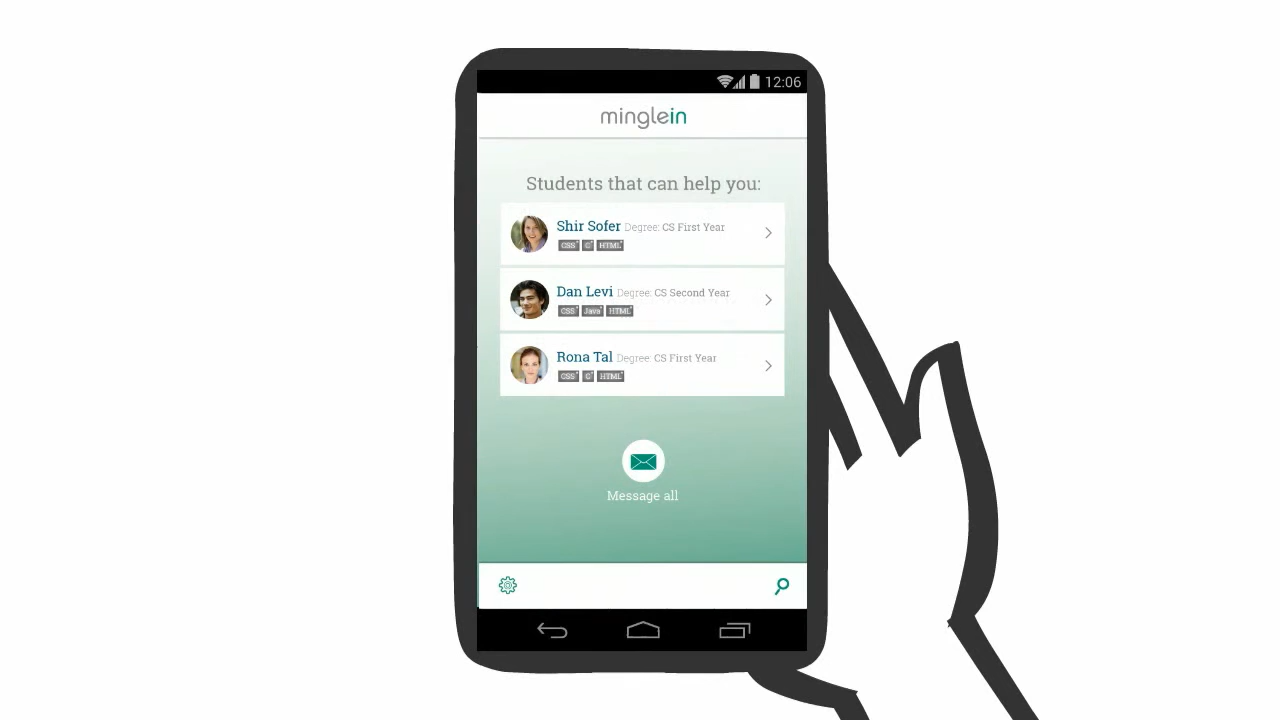 12:06
minglein
Students that can help you:
Shir Sofer Degree: CS First Year
CSS C HTML
Dan Levi Degree: CS Second Year
CSS Java HTML
Rona Tal Degree: CS First Year
CSS C HTML
Message all